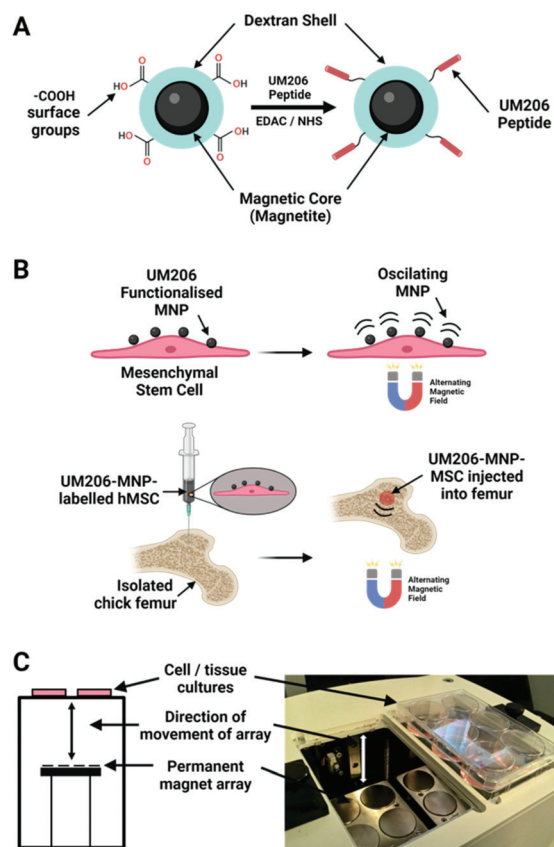 A
Dextran Shell
-COOH
surface
groups
O
HO
O
OH
HO
O
OH
O
UM206
Peptide
EDAC / NHS
UM206
Peptide
Magnetic Core
(Magnetite)
B
UM206
Functionalised
MNP
Mesenchymal
Stem Cell
Oscilating
MNP
Alternating
Magnetic
Field
UM206-MNP-
labelled hMSC
Isolated
chick femur
UM206-MNP-
MSC injected
into femur
Alternating
Magnetic
Field
C
Cell / tissue
cultures
Direction of
movement of array
Permanent
magnet array